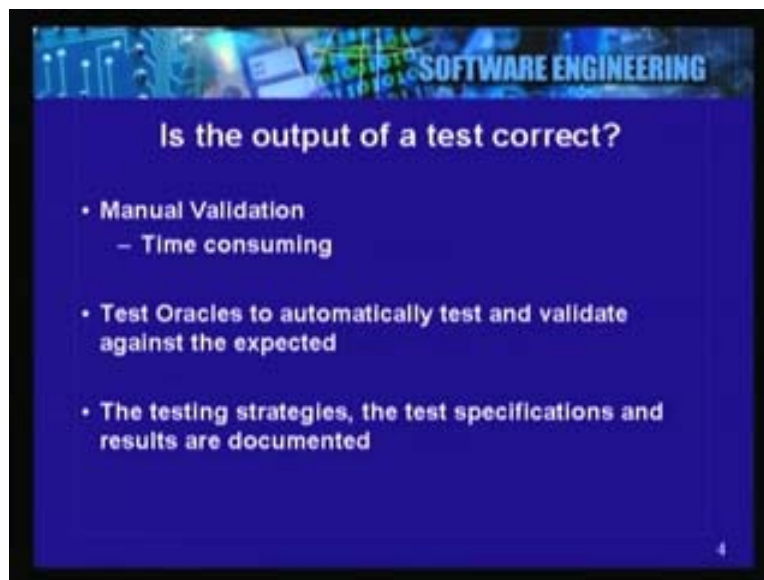 SOFTWARE ENGINEERING
Is the output of a test correct?
• Manual Validation
– Time consuming
• Test Oracles to automatically test and validate
against the expected
• The testing strategies, the test specifications and
results are documented
4